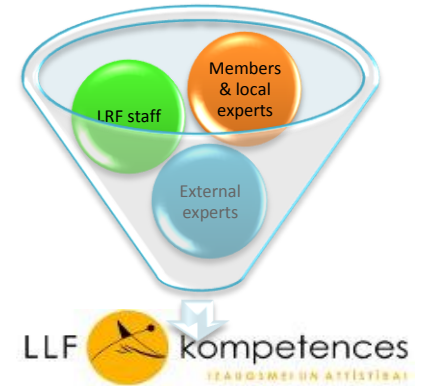 Members
& local
experts
LRF staff
External
experts
LLF kompetences
IZAUGSMEI UN ATTĪSTĪBAI